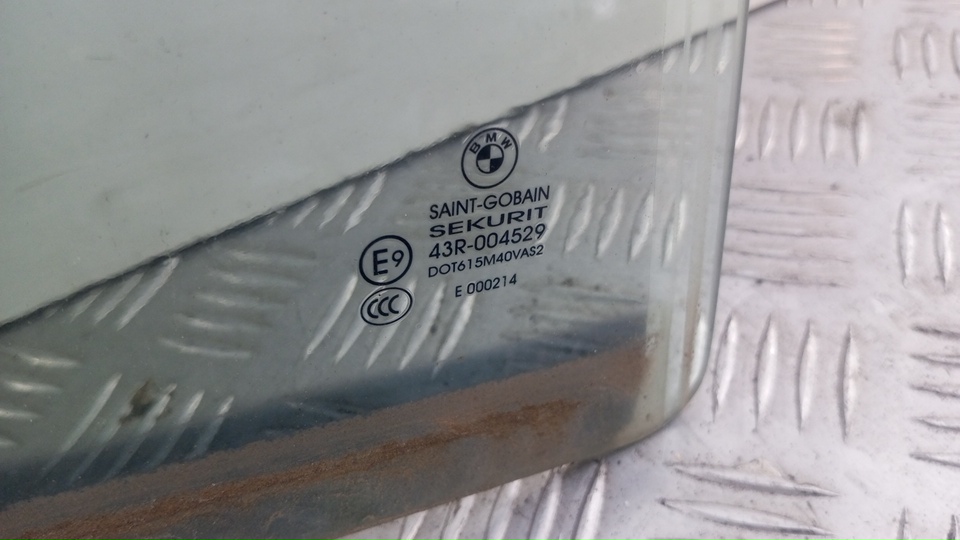 BMW
SAINT-GOBAIN
SEKURIT
43R-004529
E9
DOT615M40VAS2
CCC
E 000214